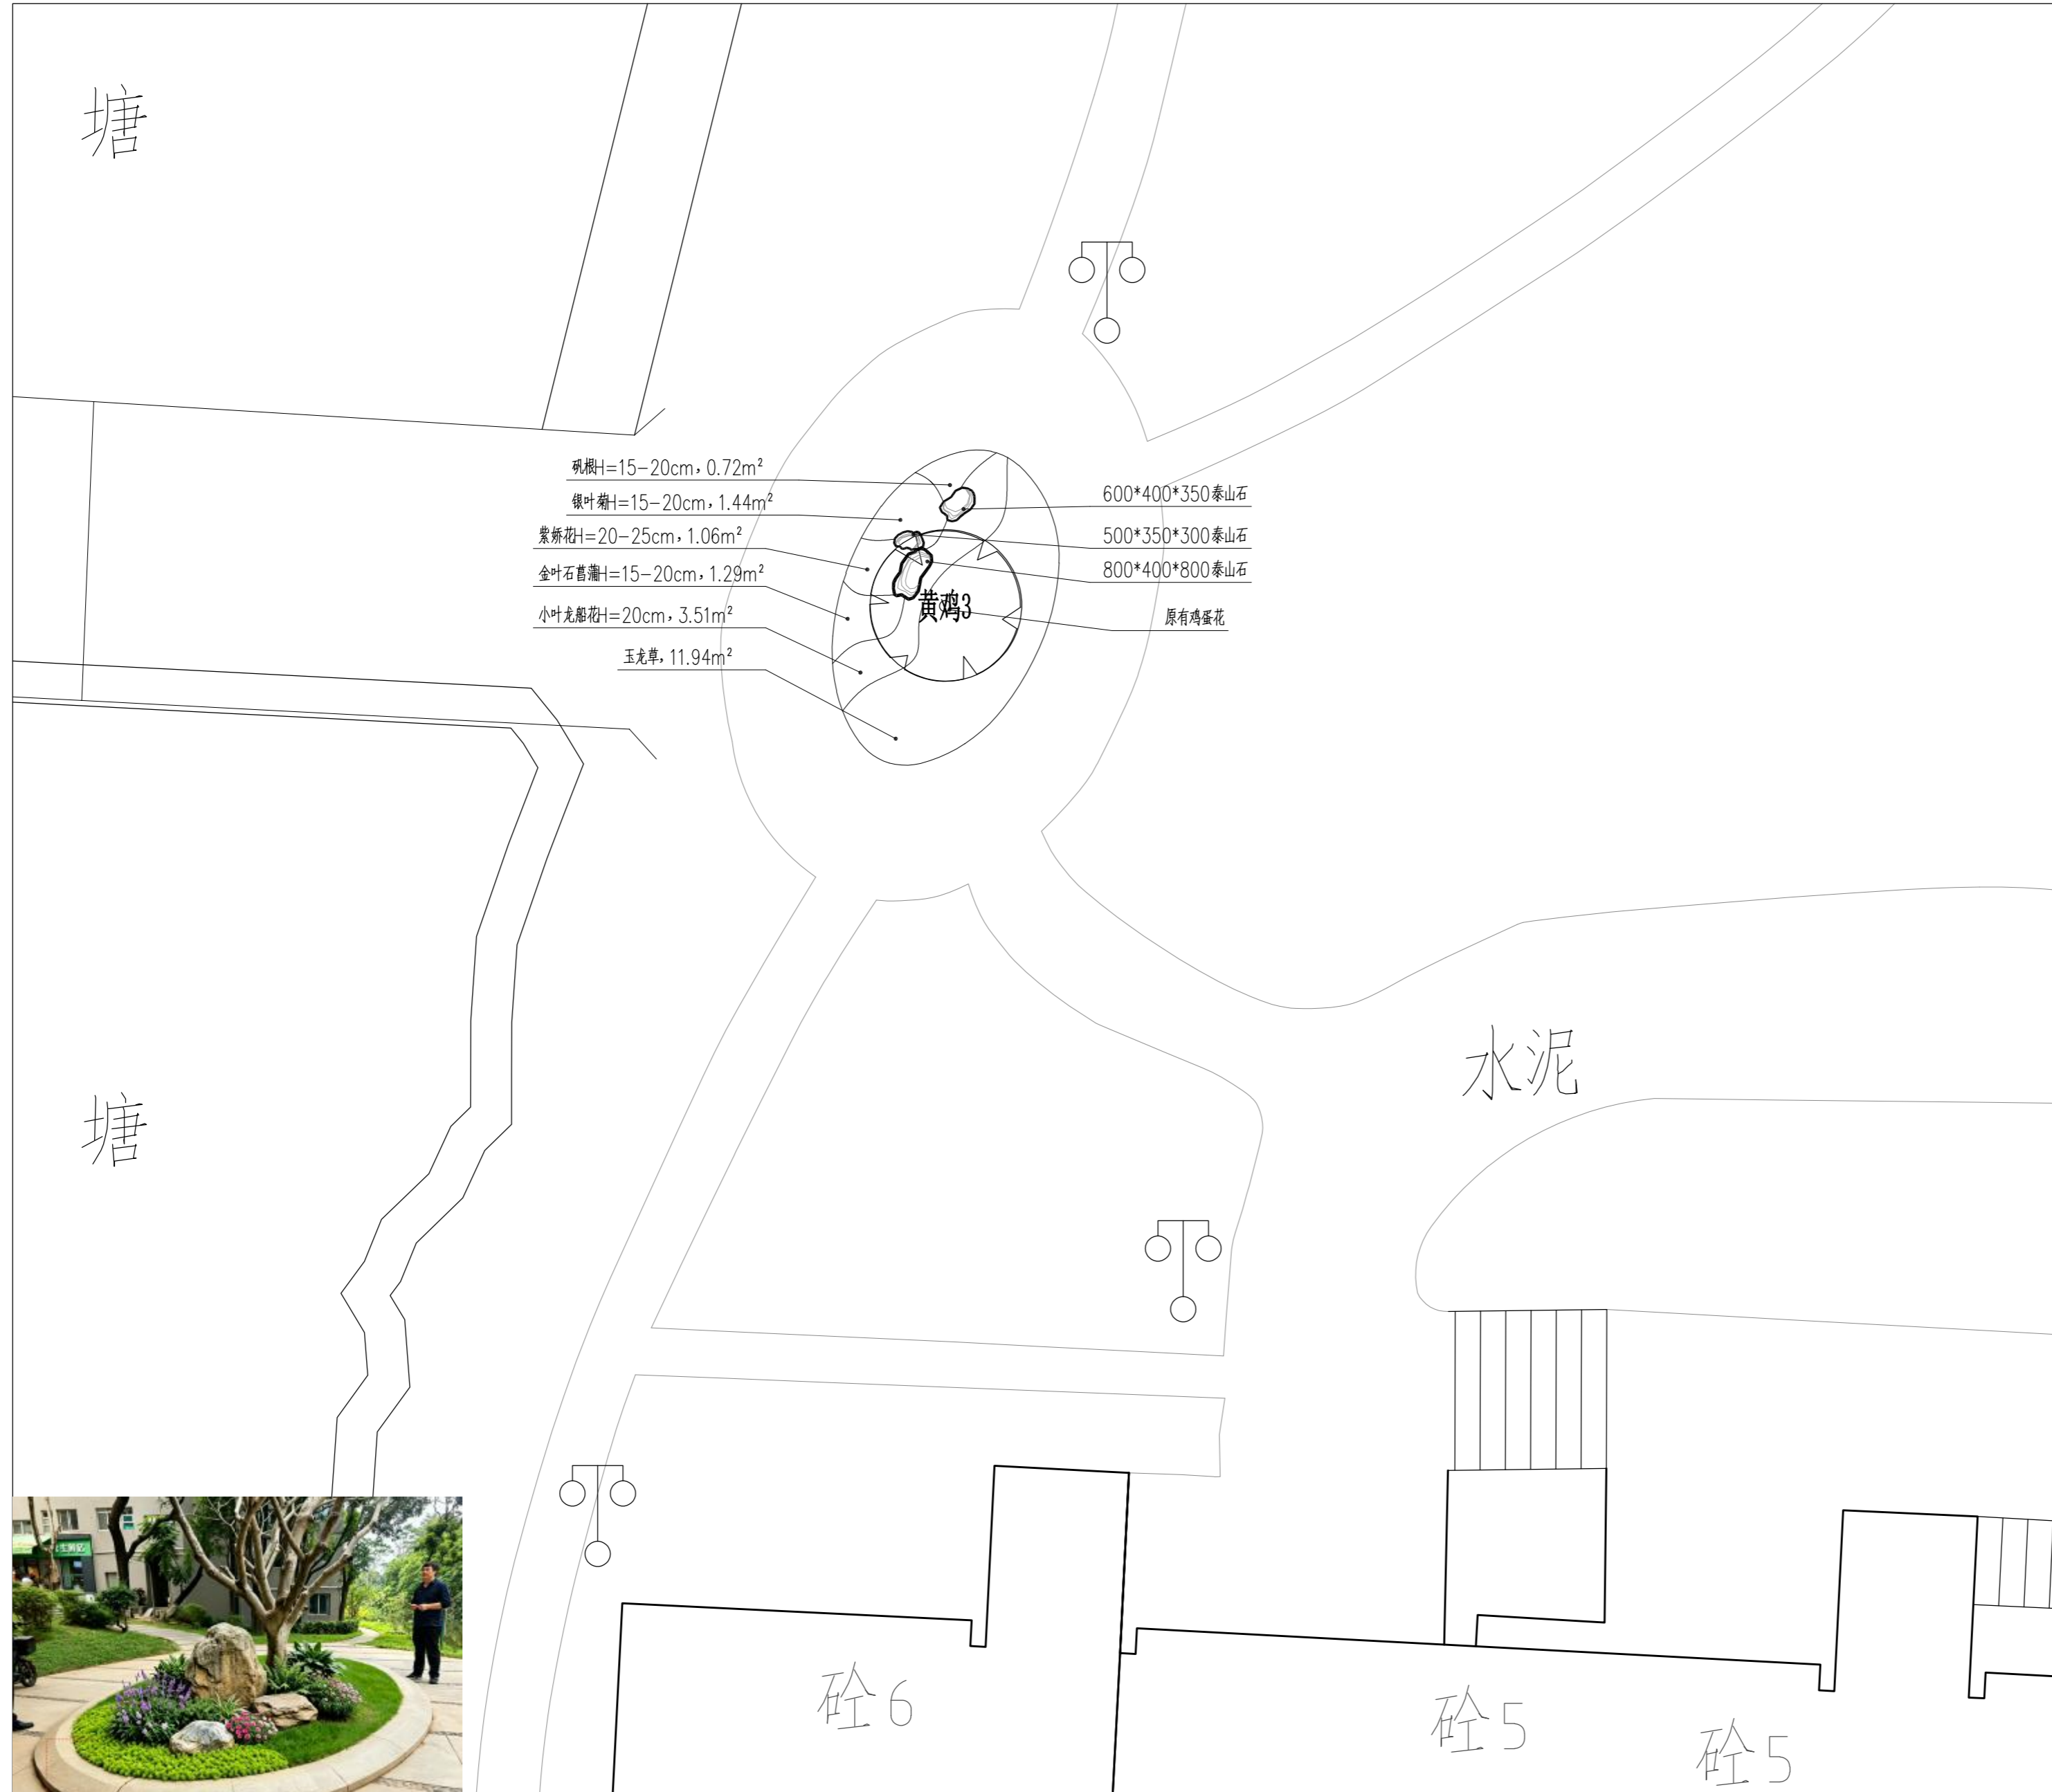 塘
矾根H=15-20cm，0.72m²
银叶菊H=15-20cm，1.44m²
紫娇花H=20-25cm，1.06m²
金叶石菖蒲H=15-20cm，1.29m²
小叶龙船花H=20cm，3.51m²
玉龙草，11.94m²
600*400*350泰山石
500*350*300泰山石
800*400*800泰山石
黄鸡3
原有鸡蛋花
水泥
塘
砼6
砼5
砼5